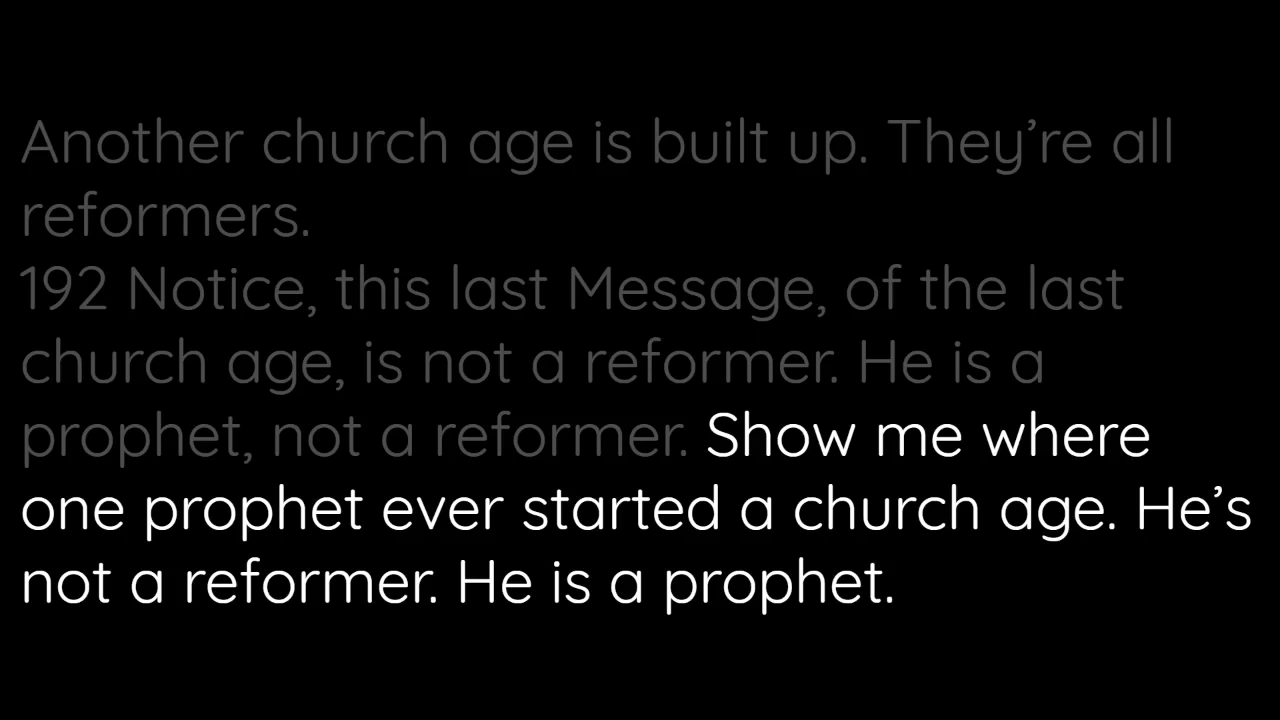 Another church age is built up. They’re all
reformers.
192 Notice, this last Message, of the last
church age, is not a reformer. He is a
prophet, not a reformer. Show me where
one prophet ever started a church age. He’s
not a reformer. He is a prophet.